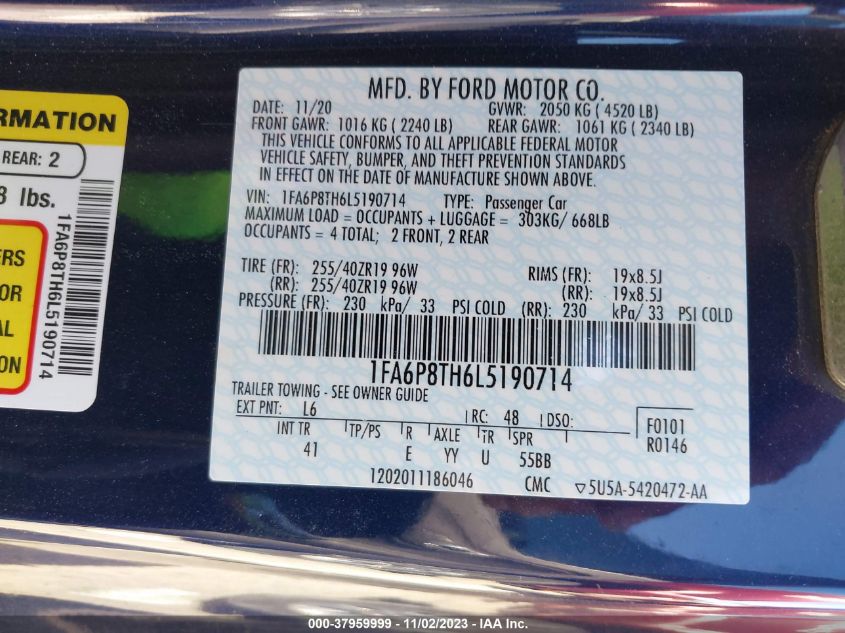 RMATION
REAR: 2
8 lbs.
ERS
OR
AL
ION
1FA6P8TH6L5190714
MFD. BY FORD MOTOR CO.
DATE: 11/20 GVWR: 2050 KG ( 4520 LB)
FRONT GAWR: 1016 KG ( 2240 LB) REAR GAWR: 1061 KG ( 2340 LB)
THIS VEHICLE CONFORMS TO ALL APPLICABLE FEDERAL MOTOR
VEHICLE SAFETY, BUMPER, AND THEFT PREVENTION STANDARDS
IN EFFECT ON THE DATE OF MANUFACTURE SHOWN ABOVE.
VIN: 1FA6P8TH6L5190714 TYPE: Passenger Car
MAXIMUM LOAD = OCCUPANTS + LUGGAGE = 303KG/ 668LB
OCCUPANTS = 4 TOTAL; 2 FRONT, 2 REAR
TIRE (FR): 255/40ZR19 96W RIMS (FR): 19x8.5J
(RR): 255/40ZR19 96W (RR): 19x8.5J
PRESSURE (FR): 230 kPa/ 33 PSI COLD (RR): 230 kPa/ 33 PSI COLD
1FA6P8TH6L5190714
TRAILER TOWING - SEE OWNER GUIDE
EXT PNT: L6 RC: 48 DSO: F0101
INT TR TP/PS R AXLE TR SPR R0146
41 E YY U 55BB
1202011186046 CMC ▽5U5A-5420472-AA
000-37959999 - 11/02/2023 - IAA Inc.